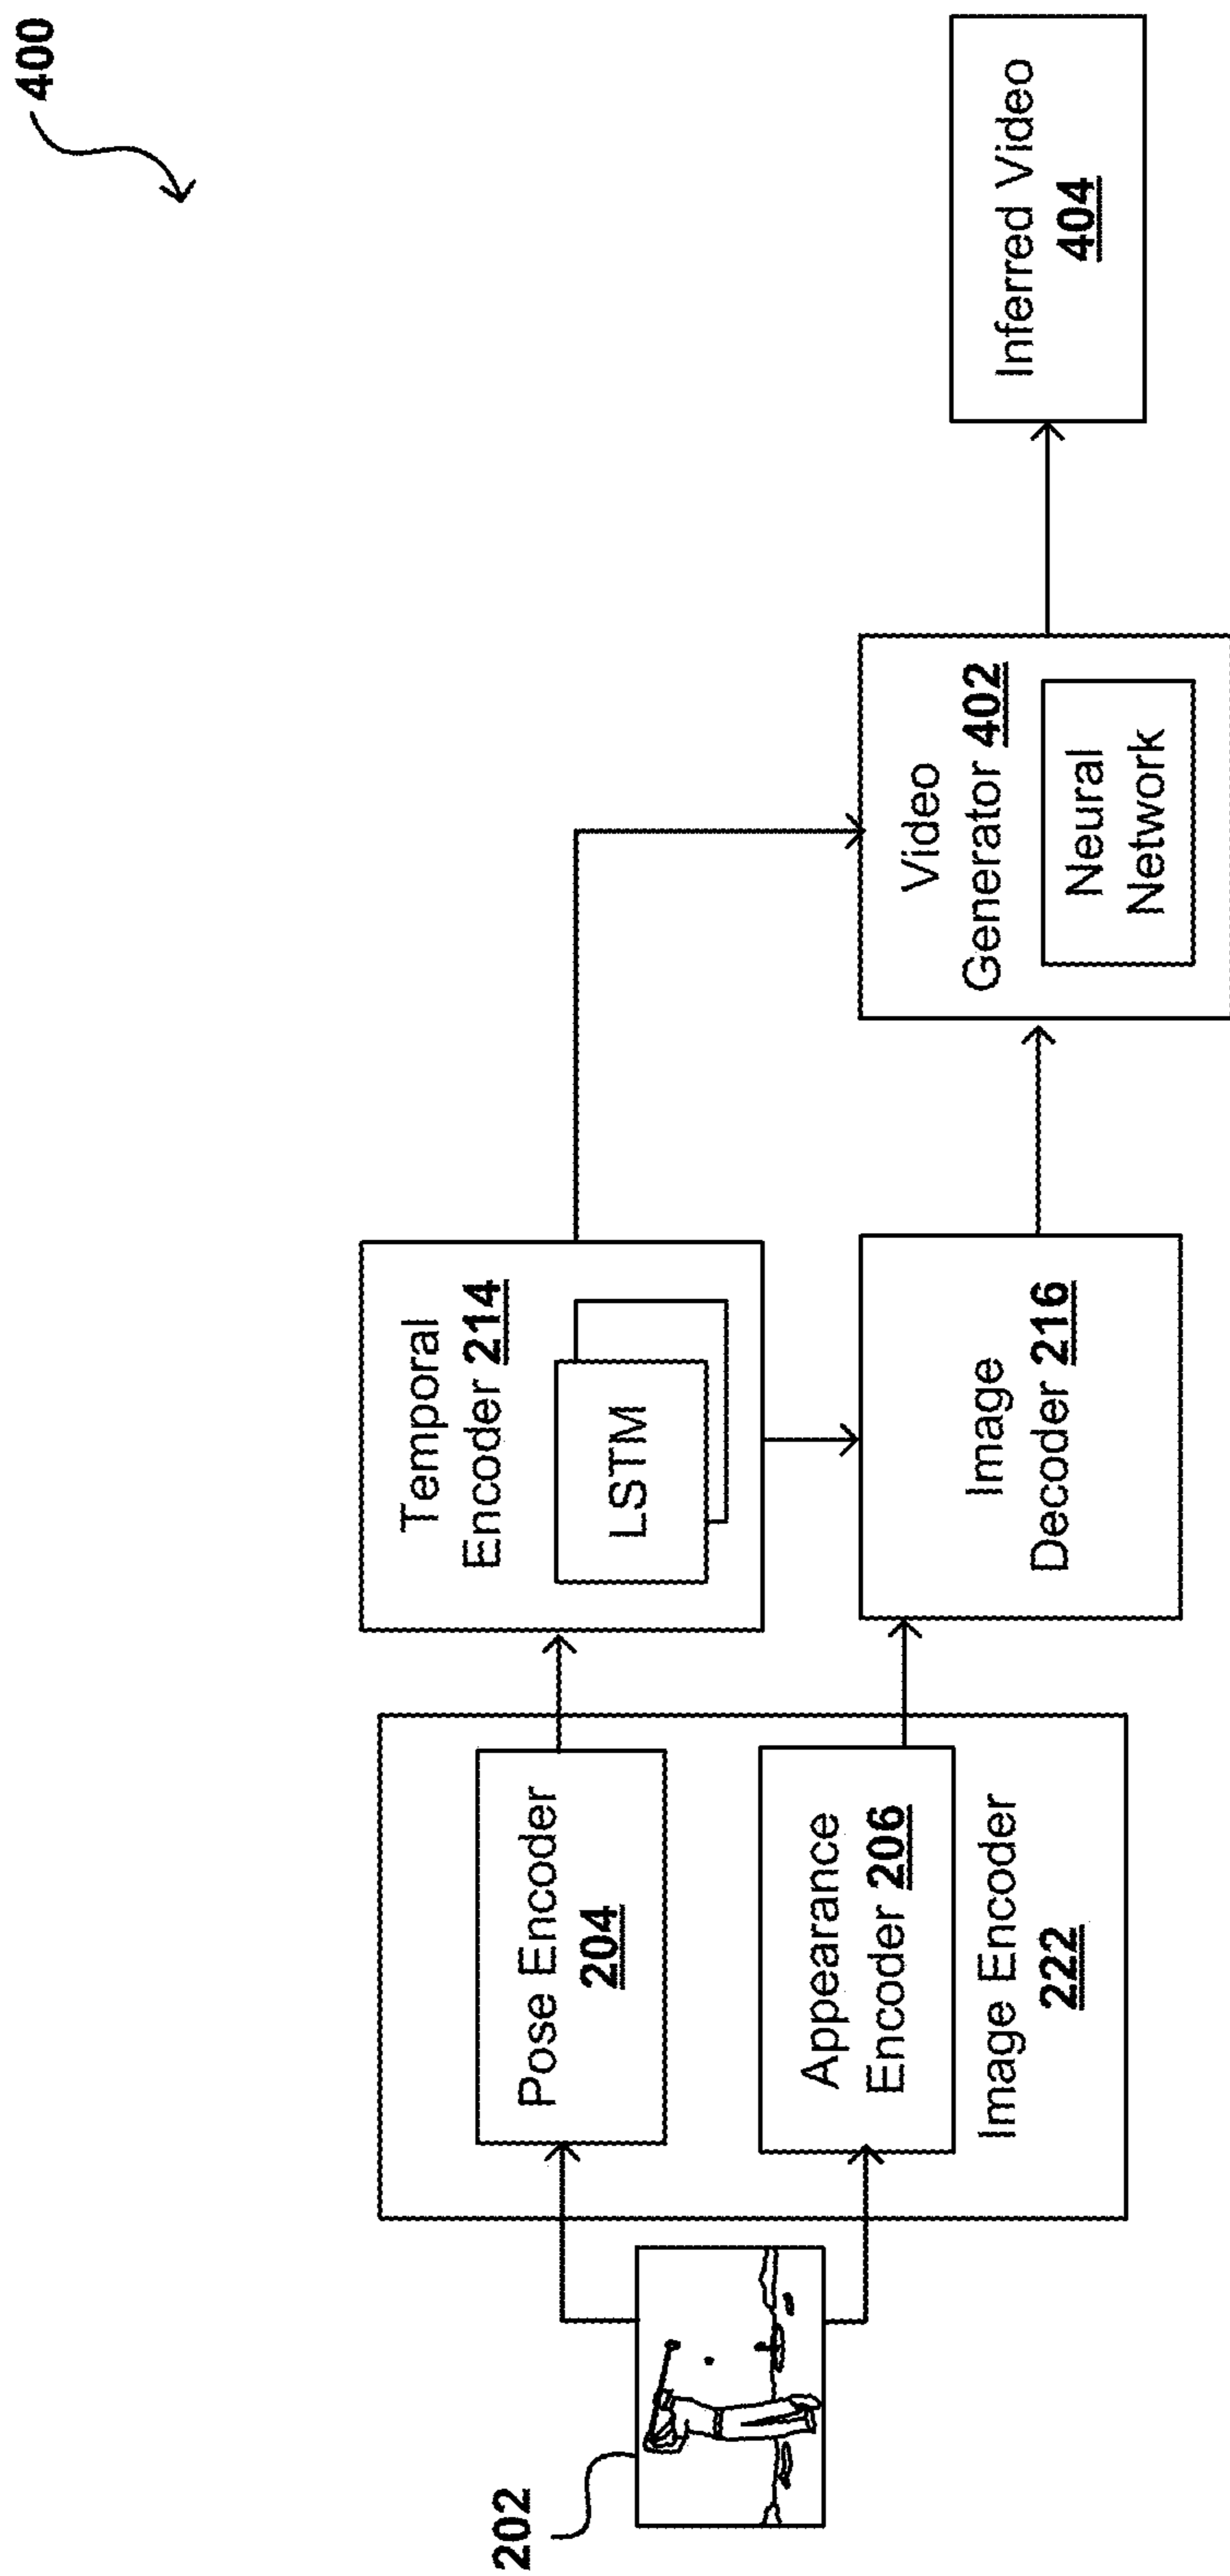 400
202
Pose Encoder
204
Appearance
Encoder 206
Image Encoder
222
Temporal
Encoder 214
LSTM
Image
Decoder 216
Video
Generator 402
Neural
Network
Inferred Video
404